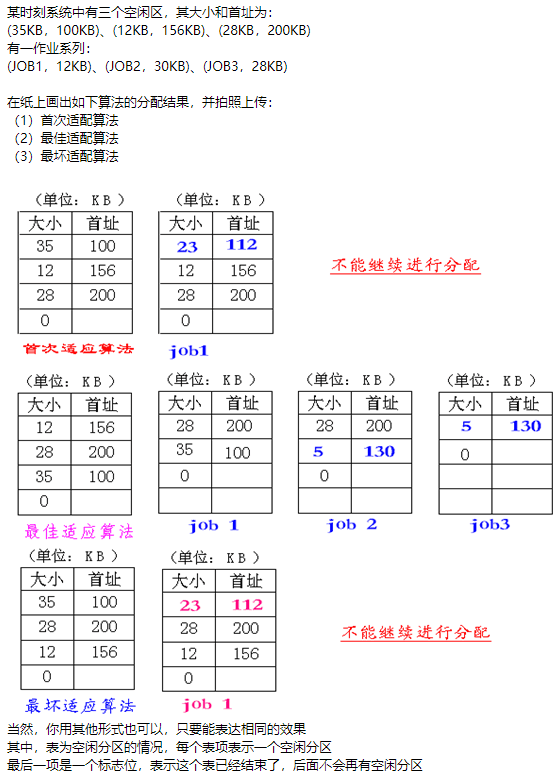 某时刻系统中有三个空闲区，其大小和首址为：
(35KB，100KB)、(12KB，156KB)、(28KB，200KB)
有一作业系列：
(JOB1，12KB)、(JOB2，30KB)、(JOB3，28KB)
在纸上画出如下算法的分配结果，并拍照上传：
（1）首次适配算法
（2）最佳适配算法
（3）最坏适配算法
（单位：KB） （单位：KB）
大小 首址 大小 首址
35 100 23 112
12 156 12 156
28 200 28 200
0 0
不能继续进行分配
首次适应算法 job1
（单位：KB） （单位：KB） （单位：KB） （单位：KB）
大小 首址 大小 首址 大小 首址 大小 首址
12 156 28 200 28 200 5 130
28 200 35 100 5 130 0
35 100 0 0
0
最佳适应算法 job 1 job 2 job3
（单位：KB） （单位：KB）
大小 首址 大小 首址
35 100 23 112
28 200 28 200
12 156 12 156
0 0
不能继续进行分配
最坏适应算法 job 1
当然，你用其他形式也可以，只要能表达相同的效果
其中，表为空闲分区的情况，每个表项表示一个空闲分区
最后一项是一个标志位，表示这个表已经结束了，后面不会再有空闲分区